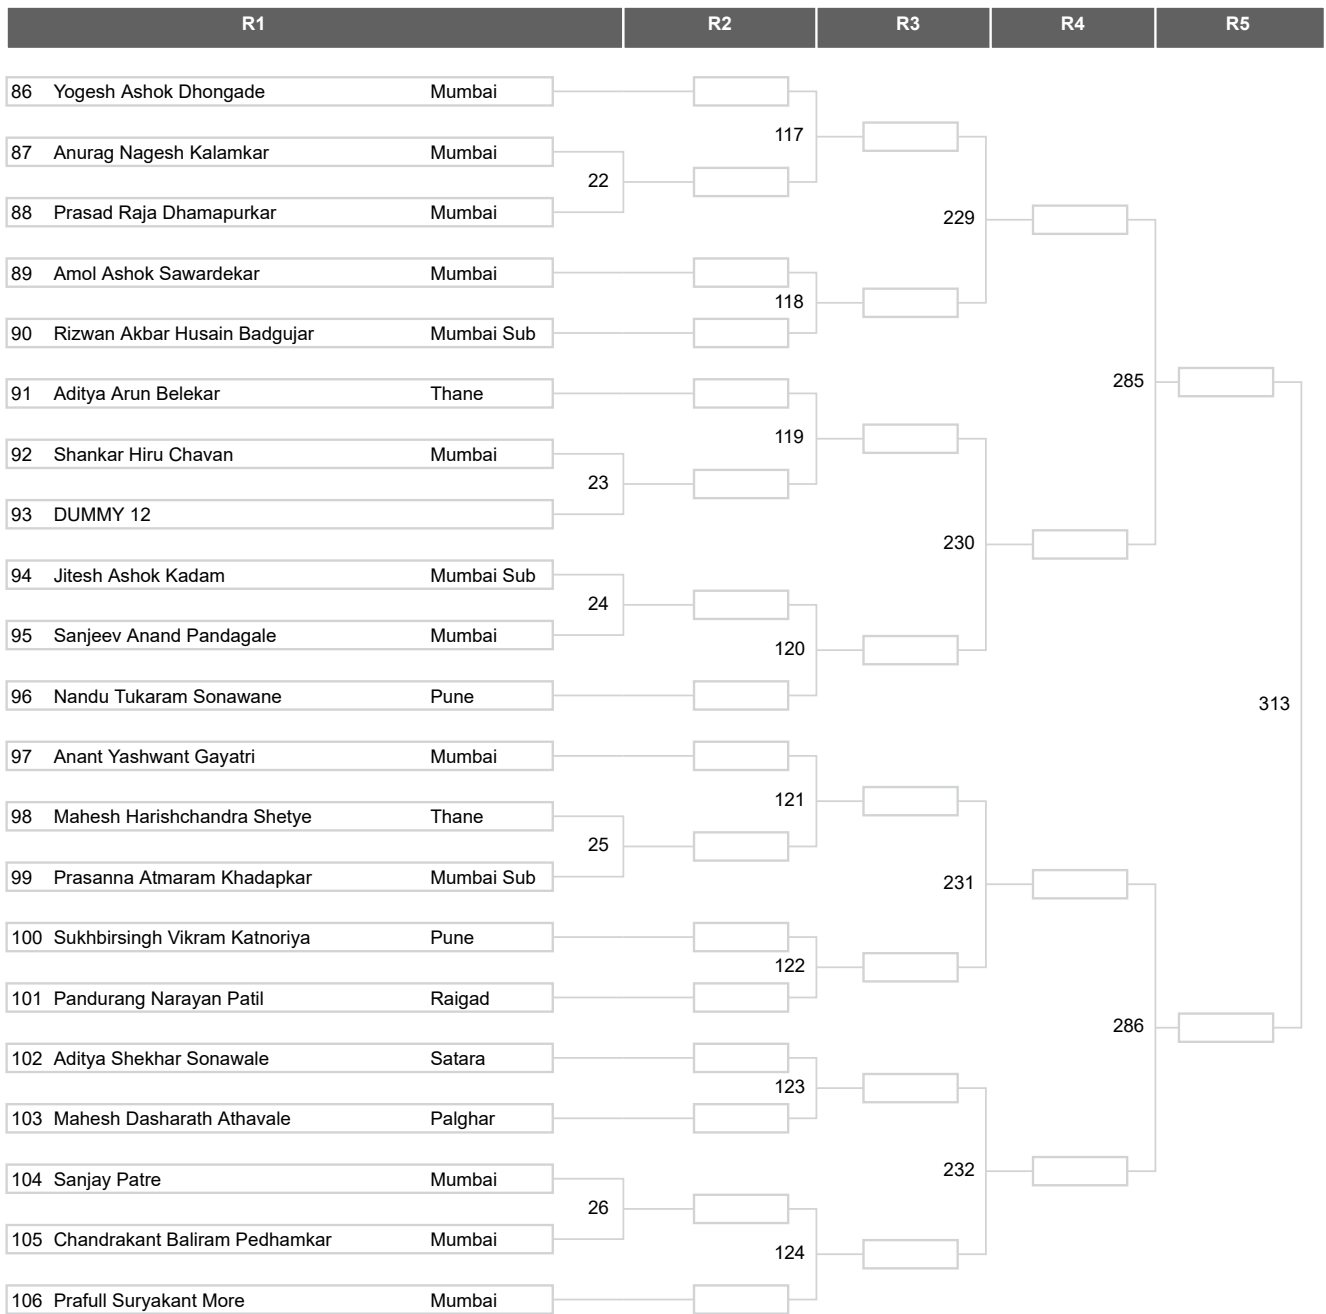 R1 R2 R3 R4 R5
86 Yogesh Ashok Dhongade Mumbai
117
87 Anurag Nagesh Kalamkar Mumbai
22
88 Prasad Raja Dhamapurkar Mumbai
229
89 Amol Ashok Sawardekar Mumbai
118
90 Rizwan Akbar Husain Badgujar Mumbai Sub
285
91 Aditya Arun Belekar Thane
119
92 Shankar Hiru Chavan Mumbai
23
93 DUMMY 12
230
94 Jitesh Ashok Kadam Mumbai Sub
24
95 Sanjeev Anand Pandagale Mumbai
120
96 Nandu Tukaram Sonawane Pune
313
97 Anant Yashwant Gayatri Mumbai
121
98 Mahesh Harishchandra Shetye Thane
25
99 Prasanna Atmaram Khadapkar Mumbai Sub
231
100 Sukhbirsingh Vikram Katnoriya Pune
122
101 Pandurang Narayan Patil Raigad
286
102 Aditya Shekhar Sonawale Satara
123
103 Mahesh Dasharath Athavale Palghar
232
104 Sanjay Patre Mumbai
26
105 Chandrakant Baliram Pedhamkar Mumbai
124
106 Prafull Suryakant More Mumbai